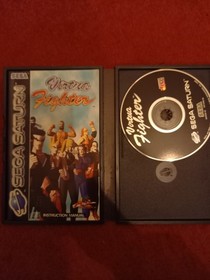 SEGA
SEGA SATURN
Virtua
Fighter
INSTRUCTION MANUAL
Virtua
Fighter
SEGA SATURN